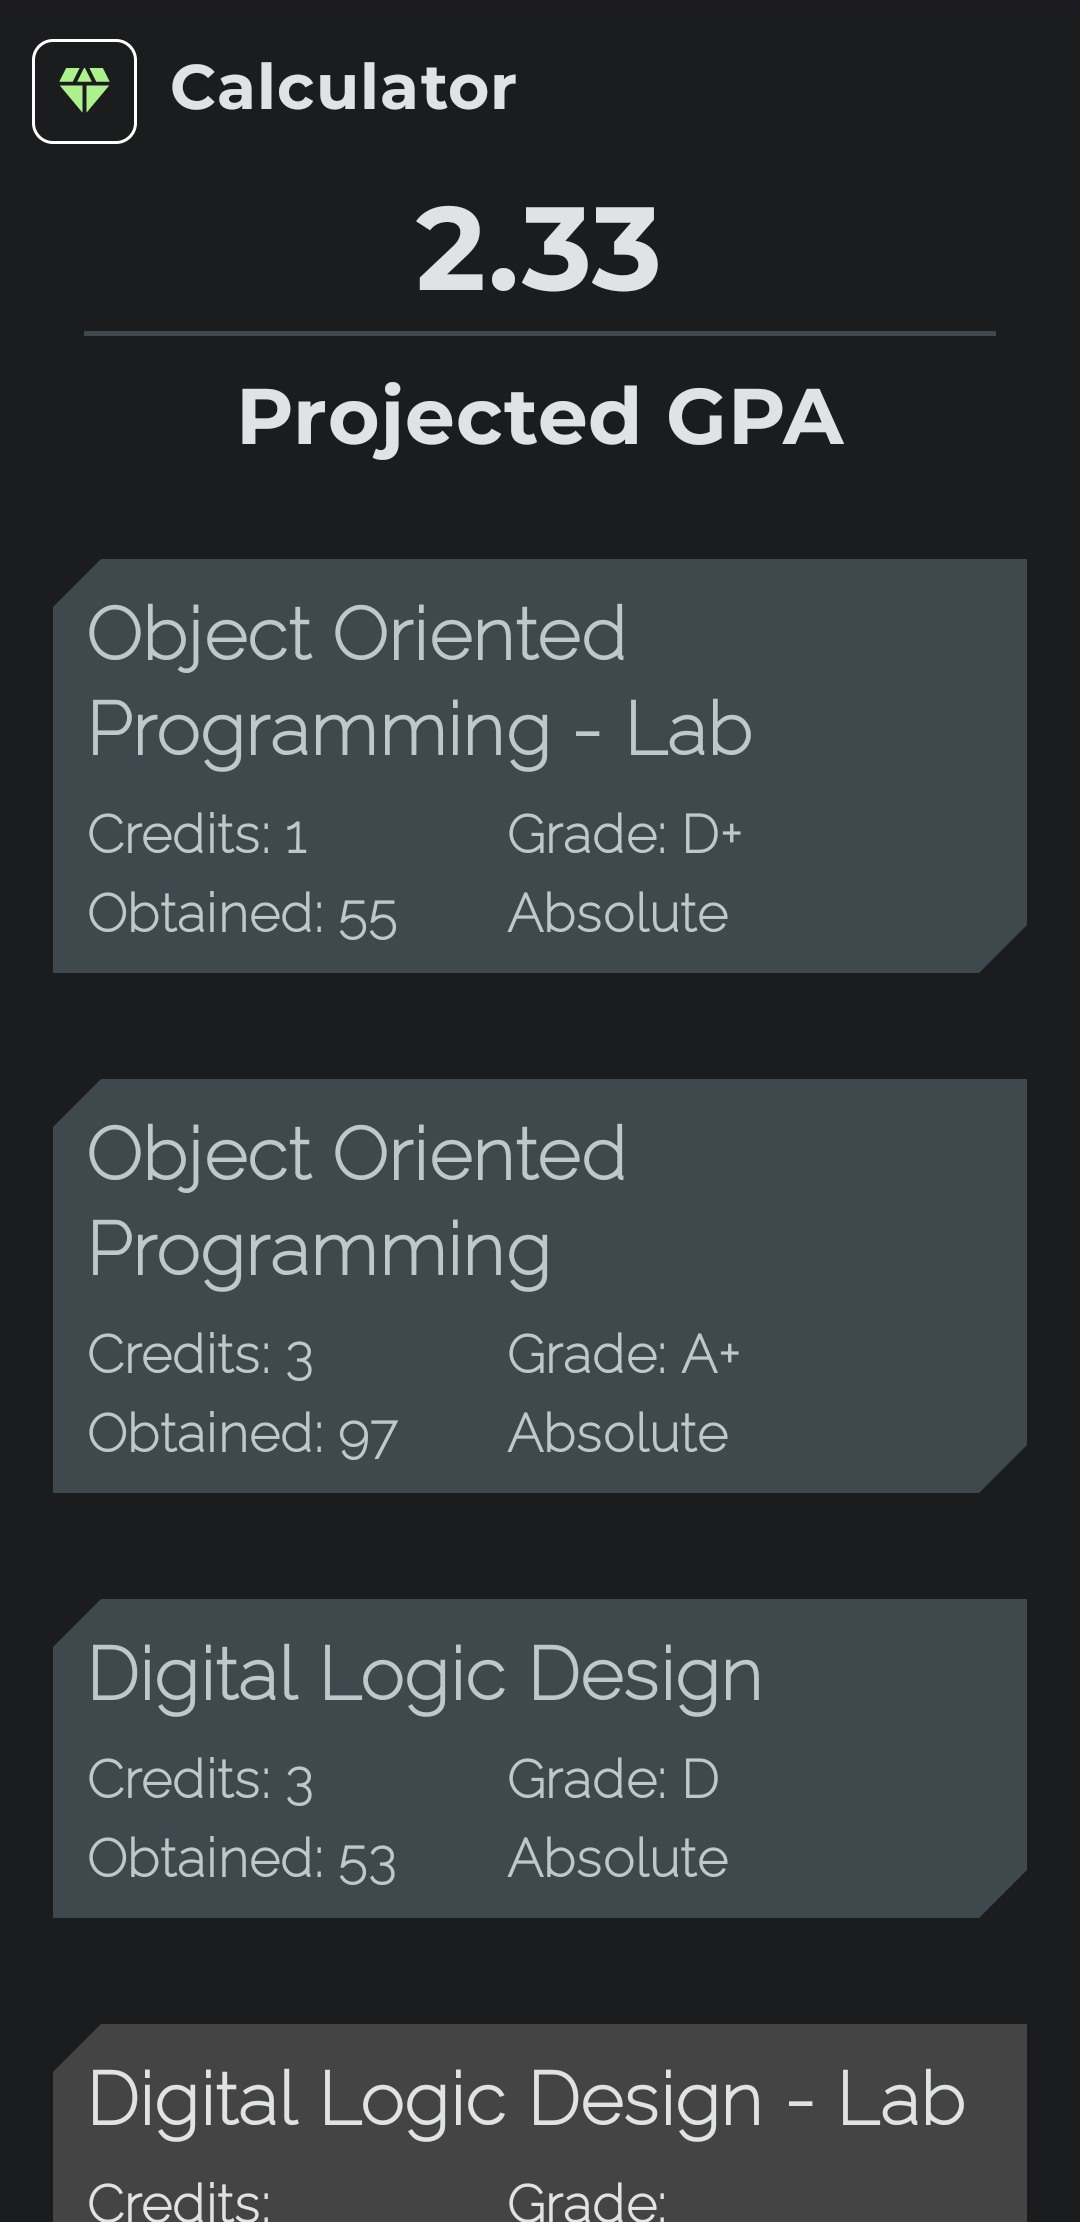 Calculator
2.33
Projected GPA
Object Oriented
Programming - Lab
Credits: 1 Grade: D+
Obtained: 55 Absolute
Object Oriented
Programming
Credits: 3 Grade: A+
Obtained: 97 Absolute
Digital Logic Design
Credits: 3 Grade: D
Obtained: 53 Absolute
Digital Logic Design - Lab
Credits: Grade: